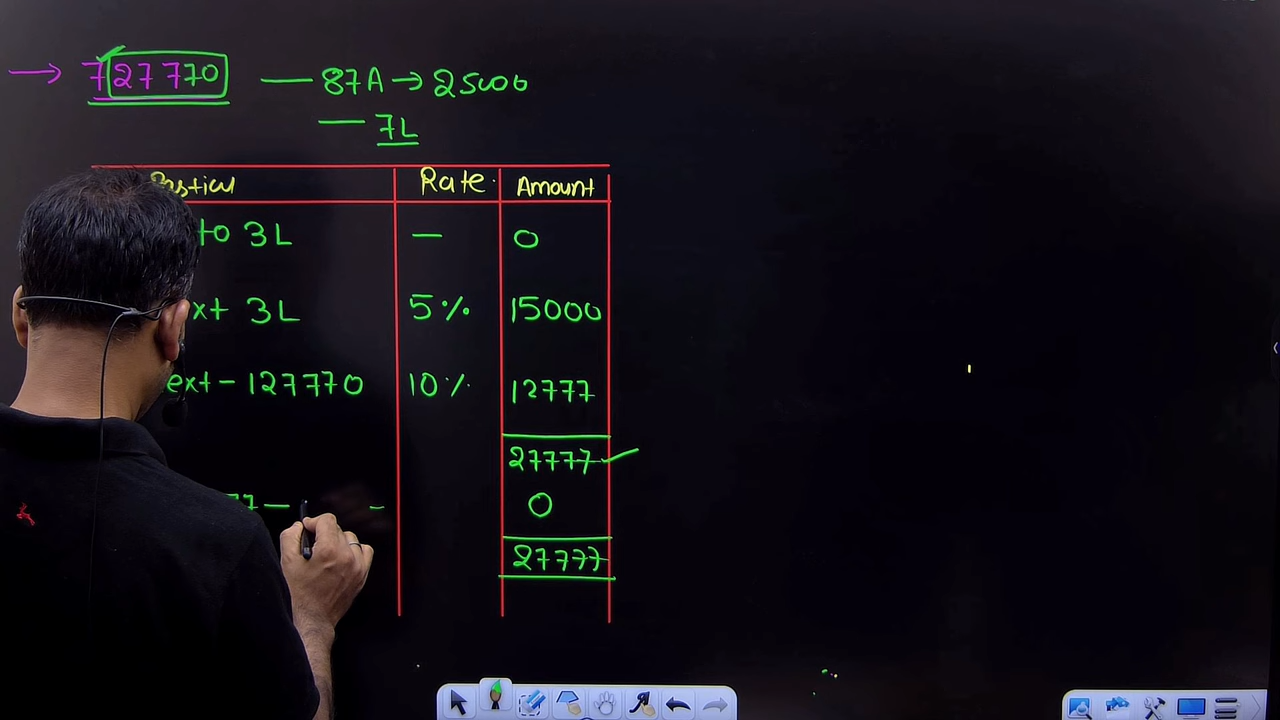 → 727770 — 87A → 25000
— 7L
Rate Amount
to 3L — 0
3L 5% 15000
ext - 127770 10% 12777
27777
77 — - 0
27777